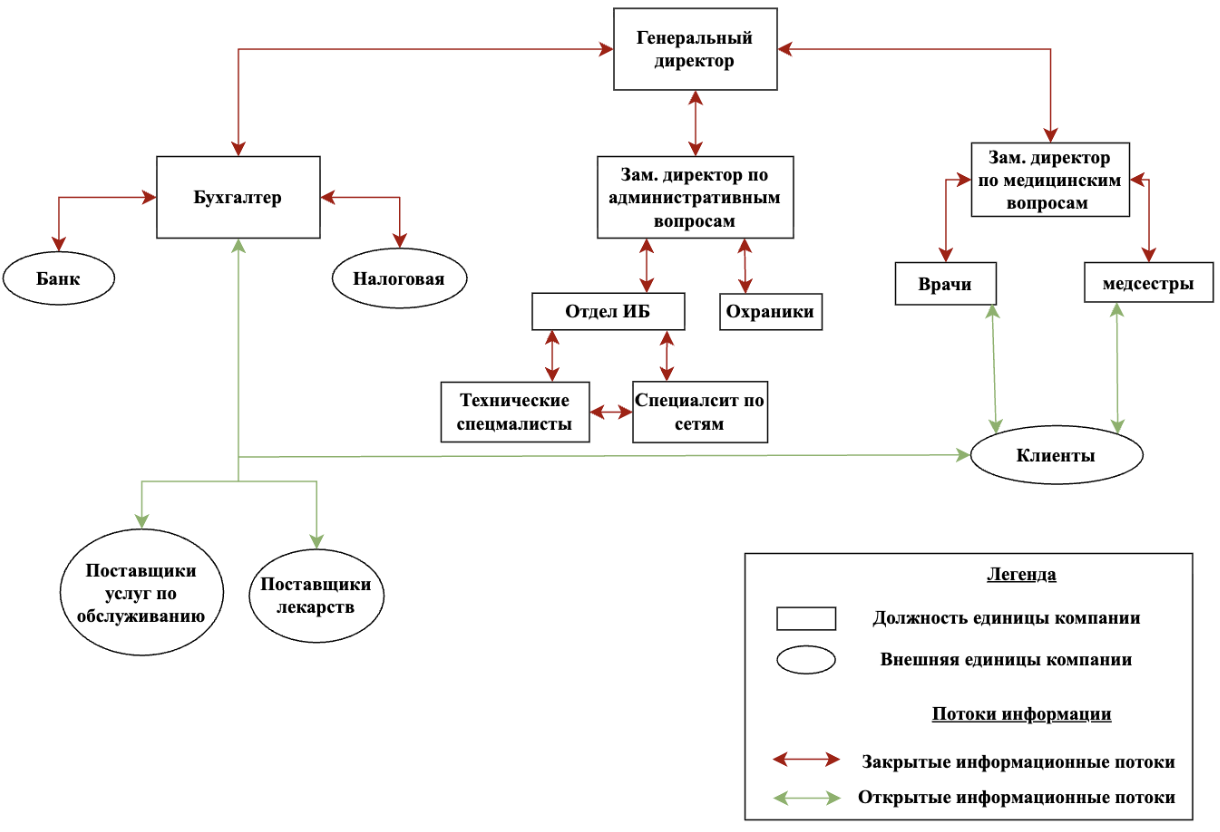 Генеральный
директор
Бухгалтер
Зам. директор по
административным
вопросам
Зам. директор
по медицинским
вопросам
Банк
Налоговая
Врачи
медсестры
Отдел ИБ
Охраники
Технические
спецмалисты
Специалсит по
сетям
Клиенты
Поставщики
услуг по
обслуживанию
Поставщики
лекарств
Легенда
Должность единицы компании
Внешняя единицы компании
Потоки информации
Закрытые информационные потоки
Открытые информационные потоки